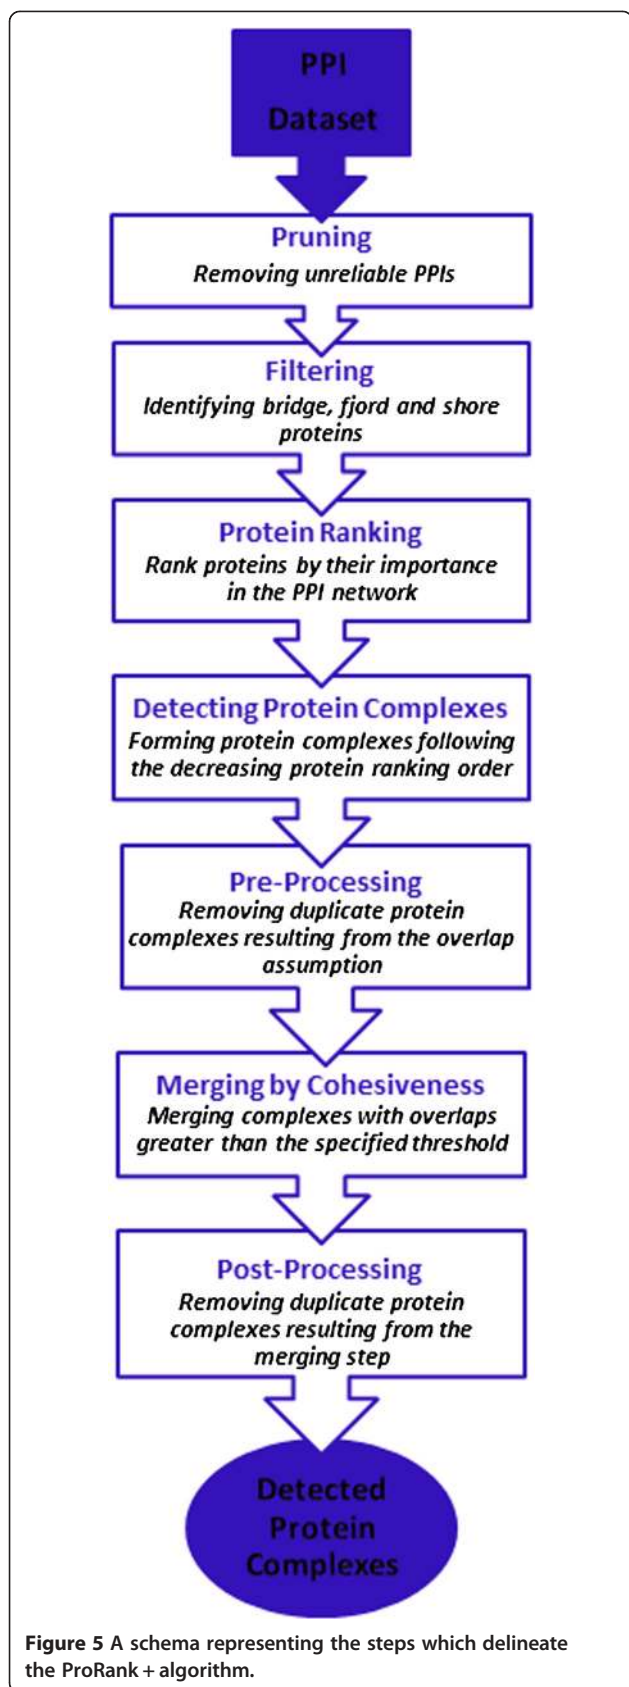 PPI
Dataset
Pruning
Removing unreliable PPIs
Filtering
Identifying bridge, fjord and shore
proteins
Protein Ranking
Rank proteins by their importance
in the PPI network
Detecting Protein Complexes
Forming protein complexes following
the decreasing protein ranking order
Pre-Processing
Removing duplicate protein
complexes resulting from the overlap
assumption
Merging by Cohesiveness
Merging complexes with overlaps
greater than the specified threshold
Post-Processing
Removing duplicate protein
complexes resulting from the
merging step
Detected
Protein
Complexes
Figure 5 A schema representing the steps which delineate
the ProRank + algorithm.